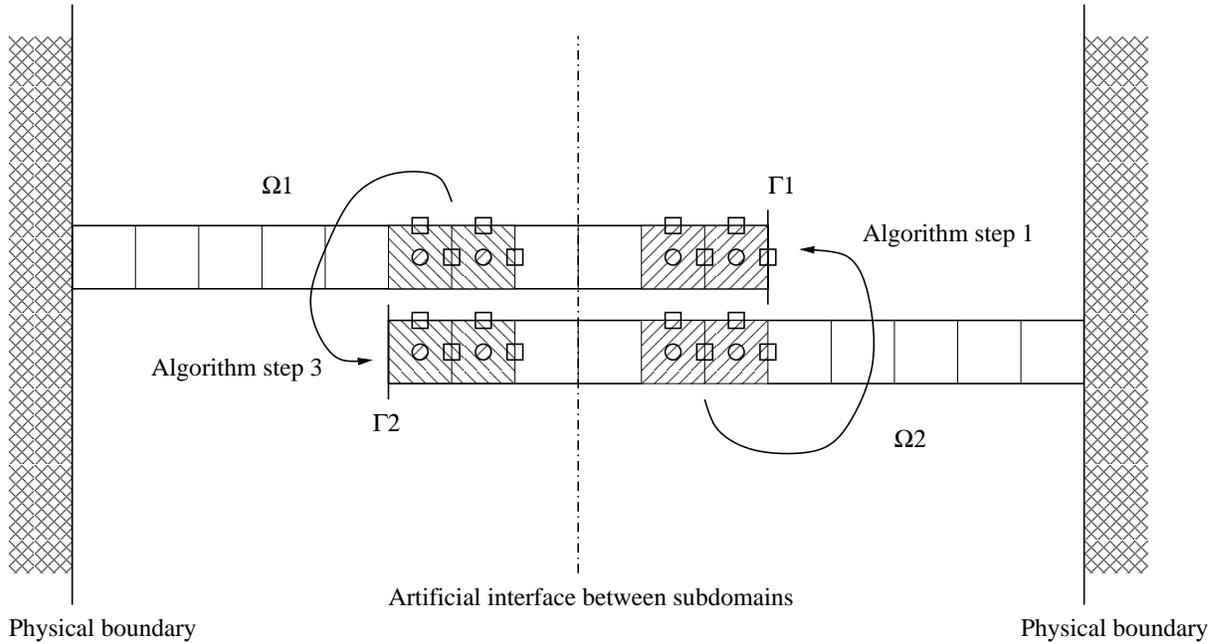 Ω1
Γ1
Algorithm step 1
Algorithm step 3
Γ2
Ω2
Artificial interface between subdomains
Physical boundary
Physical boundary